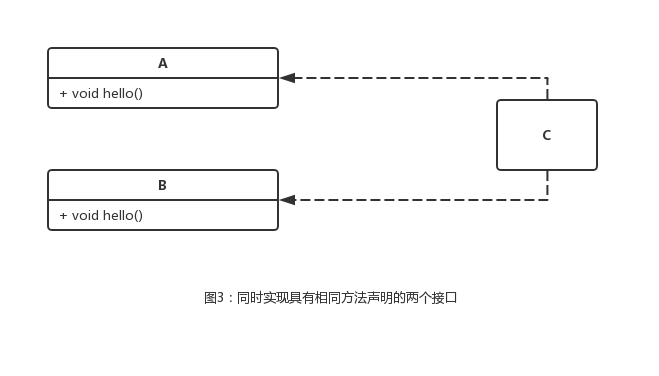 A
+ void hello()
C
B
+ void hello()
图3：同时实现具有相同方法声明的两个接口